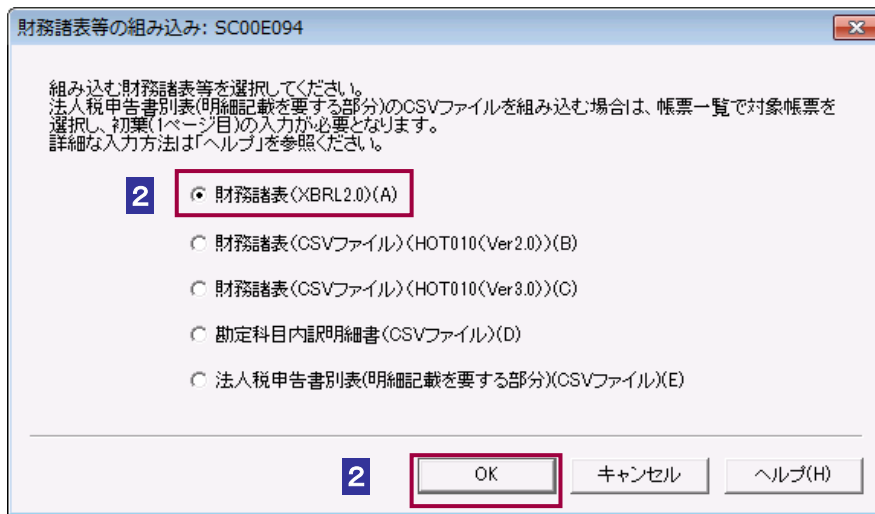 財務諸表等の組み込み: SC00E094
組み込む財務諸表等を選択してください。
法人税申告書別表(明細記載を要する部分)のCSVファイルを組み込む場合は、帳票一覧で対象帳票を
選択し、初葉(1ページ目)の入力が必要となります。
詳細な入力方法は「ヘルプ」を参照ください。
2 財務諸表(XBRL2.0)(A)
財務諸表(CSVファイル)(HOT010(Ver2.0))(B)
財務諸表(CSVファイル)(HOT010(Ver3.0))(C)
勘定科目内訳明細書(CSVファイル)(D)
法人税申告書別表(明細記載を要する部分)(CSVファイル)(E)
2 OK キャンセル ヘルプ(H)